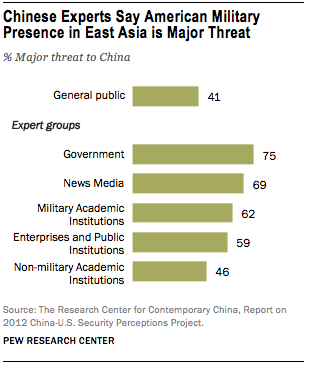 Chinese Experts Say American Military
Presence in East Asia is Major Threat
% Major threat to China
General public 41
Expert groups
Government 75
News Media 69
Military Academic
Institutions 62
Enterprises and Public
Institutions 59
Non-military Academic
Institutions 46
Source: The Research Center for Contemporary China, Report on
2012 China-U.S. Security Perceptions Project.
PEW RESEARCH CENTER